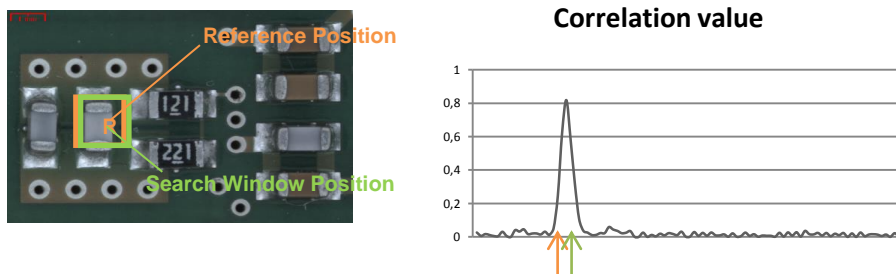 Correlation value
Reference Position
R
121
221
Search Window Position
1
0,8
0,6
0,4
0,2
0